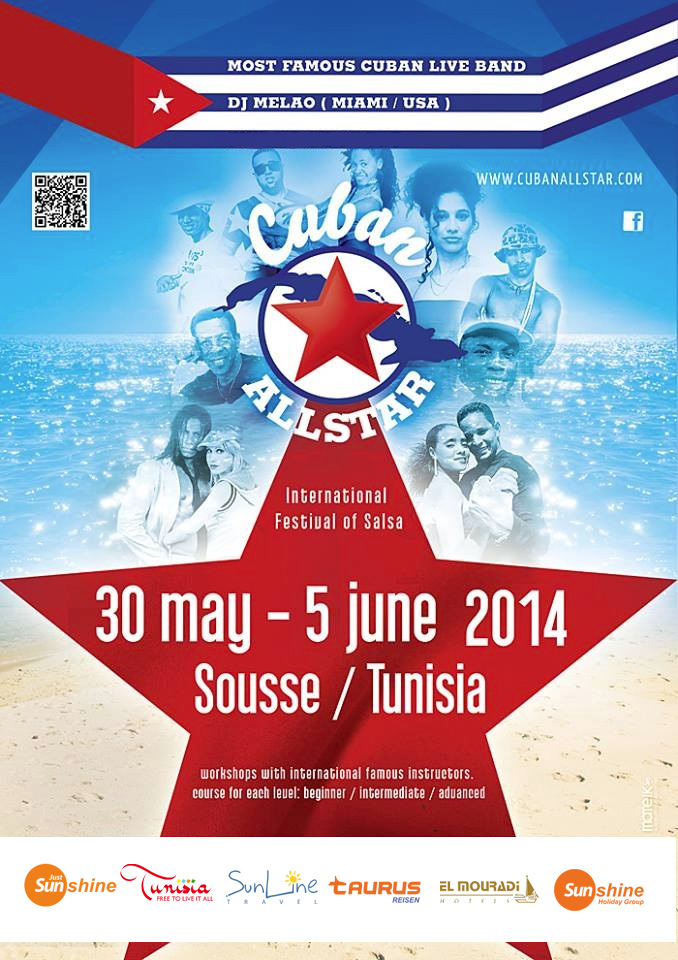 MOST FAMOUS CUBAN LIVE BAND
DJ MELAO ( MIAMI / USA )
WWW.CUBANALLSTAR.COM
f
Cuban
ALLSTAR
International
Festival of Salsa
30 may - 5 june 2014
Sousse / Tunisia
workshops with international famous instructors.
course for each level: beginner / intermediate / advanced
Just
Sunshine
Tunisia
FREE TO LIVE IT ALL
SunLine
TRAVEL
TAURUS
REISEN
EL MOURADI
HOTELS
Sunshine
Holiday Group